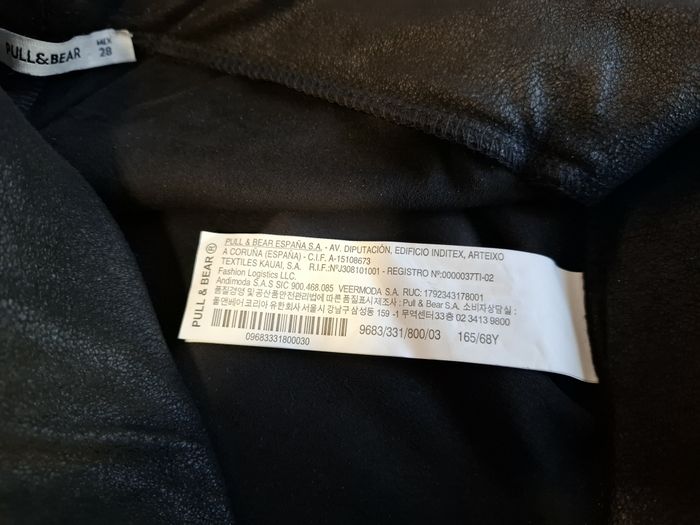 PULL&BEAR
MEX
28
PULL & BEAR ®
PULL & BEAR ESPAÑA S.A. - AV. DIPUTACIÓN, EDIFICIO INDITEX, ARTEIXO
A CORUÑA (ESPAÑA) - C.I.F. A-15108673
TEXTILES KAUAI, S.A. R.I.F.:NºJ308101001 - REGISTRO Nº:0000037TI-02
Fashion Logistics LLC.
Andimoda S.A.S SIC 900.468.085 VEERMODA S.A. RUC: 1792343178001
품질경영 및 공산품안전관리법에 따른 품질표시 제조사 : Pull & Bear S.A. 소비자상담실 :
풀앤베어코리아 유한회사 서울시 강남구 삼성동 159 -1 무역센터 33층 02 3413 9800
09683331800030
9683/331/800/03 165/68Y